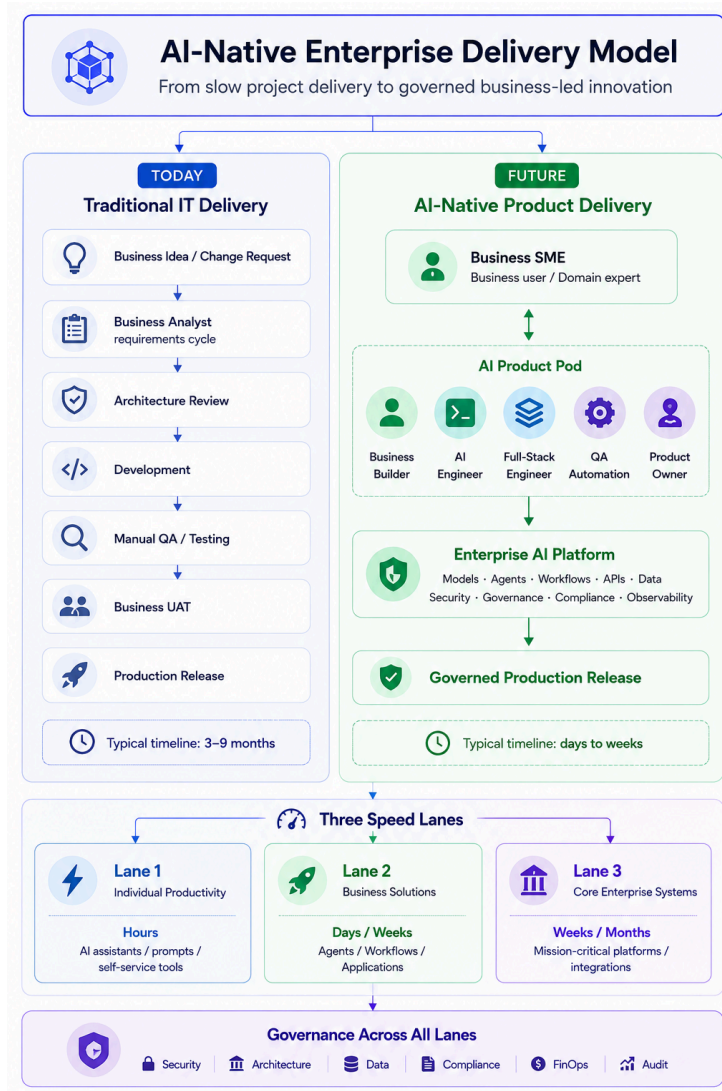 AI-Native Enterprise Delivery Model
From slow project delivery to governed business-led innovation
TODAY
Traditional IT Delivery
Business Idea / Change Request
Business Analyst
requirements cycle
Architecture Review
Development
Manual QA / Testing
Business UAT
Production Release
Typical timeline: 3–9 months
FUTURE
AI-Native Product Delivery
Business SME
Business user / Domain expert
AI Product Pod
Business
Builder
AI
Engineer
Full-Stack
Engineer
QA
Automation
Product
Owner
Enterprise AI Platform
Models · Agents · Workflows · APIs · Data
Security · Governance · Compliance · Observability
Governed Production Release
Typical timeline: days to weeks
Three Speed Lanes
Lane 1
Individual Productivity
Hours
AI assistants / prompts /
self-service tools
Lane 2
Business Solutions
Days / Weeks
Agents / Workflows /
Applications
Lane 3
Core Enterprise Systems
Weeks / Months
Mission-critical platforms /
integrations
Governance Across All Lanes
Security
Architecture
Data
Compliance
FinOps
Audit